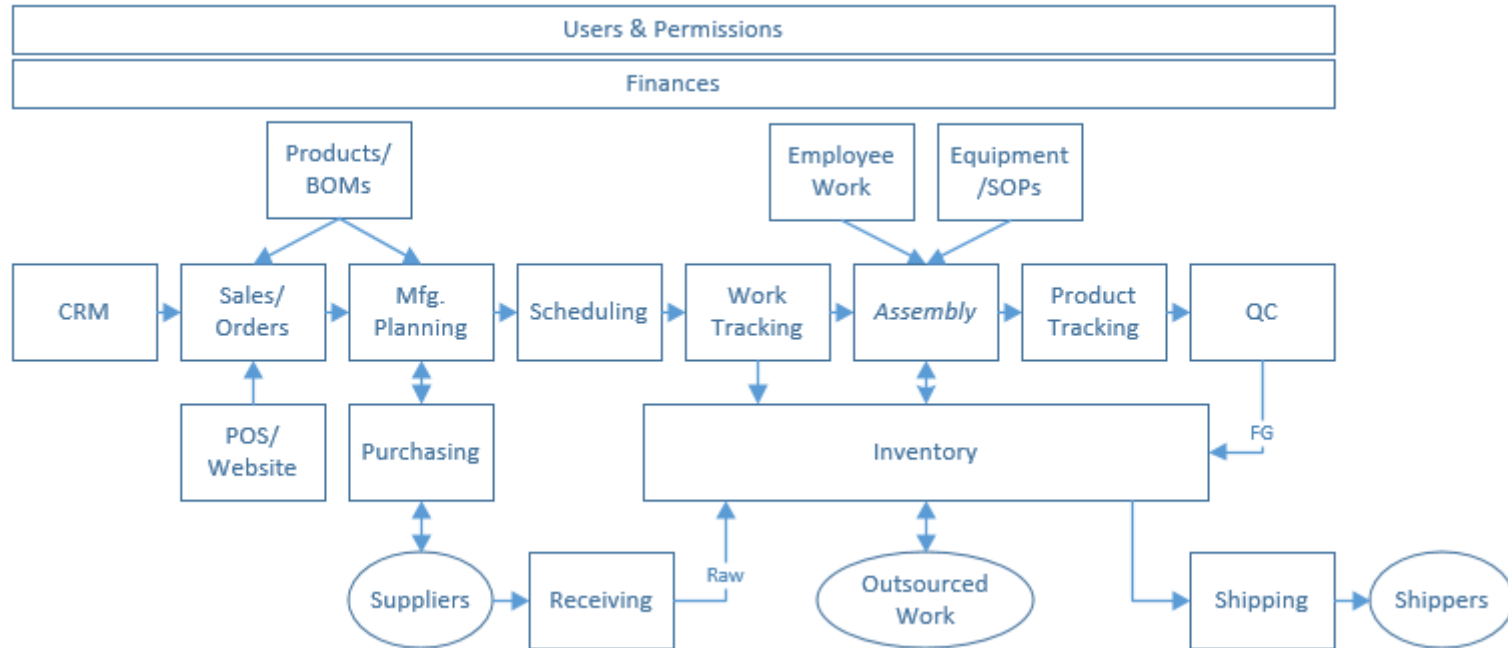 Users & Permissions
Finances
Products/
BOMs
Employee
Work
Equipment
/SOPs
CRM
Sales/
Orders
Mfg.
Planning
Scheduling
Work
Tracking
Assembly
Product
Tracking
QC
POS/
Website
Purchasing
Inventory
FG
Suppliers
Receiving
Raw
Outsourced
Work
Shipping
Shippers